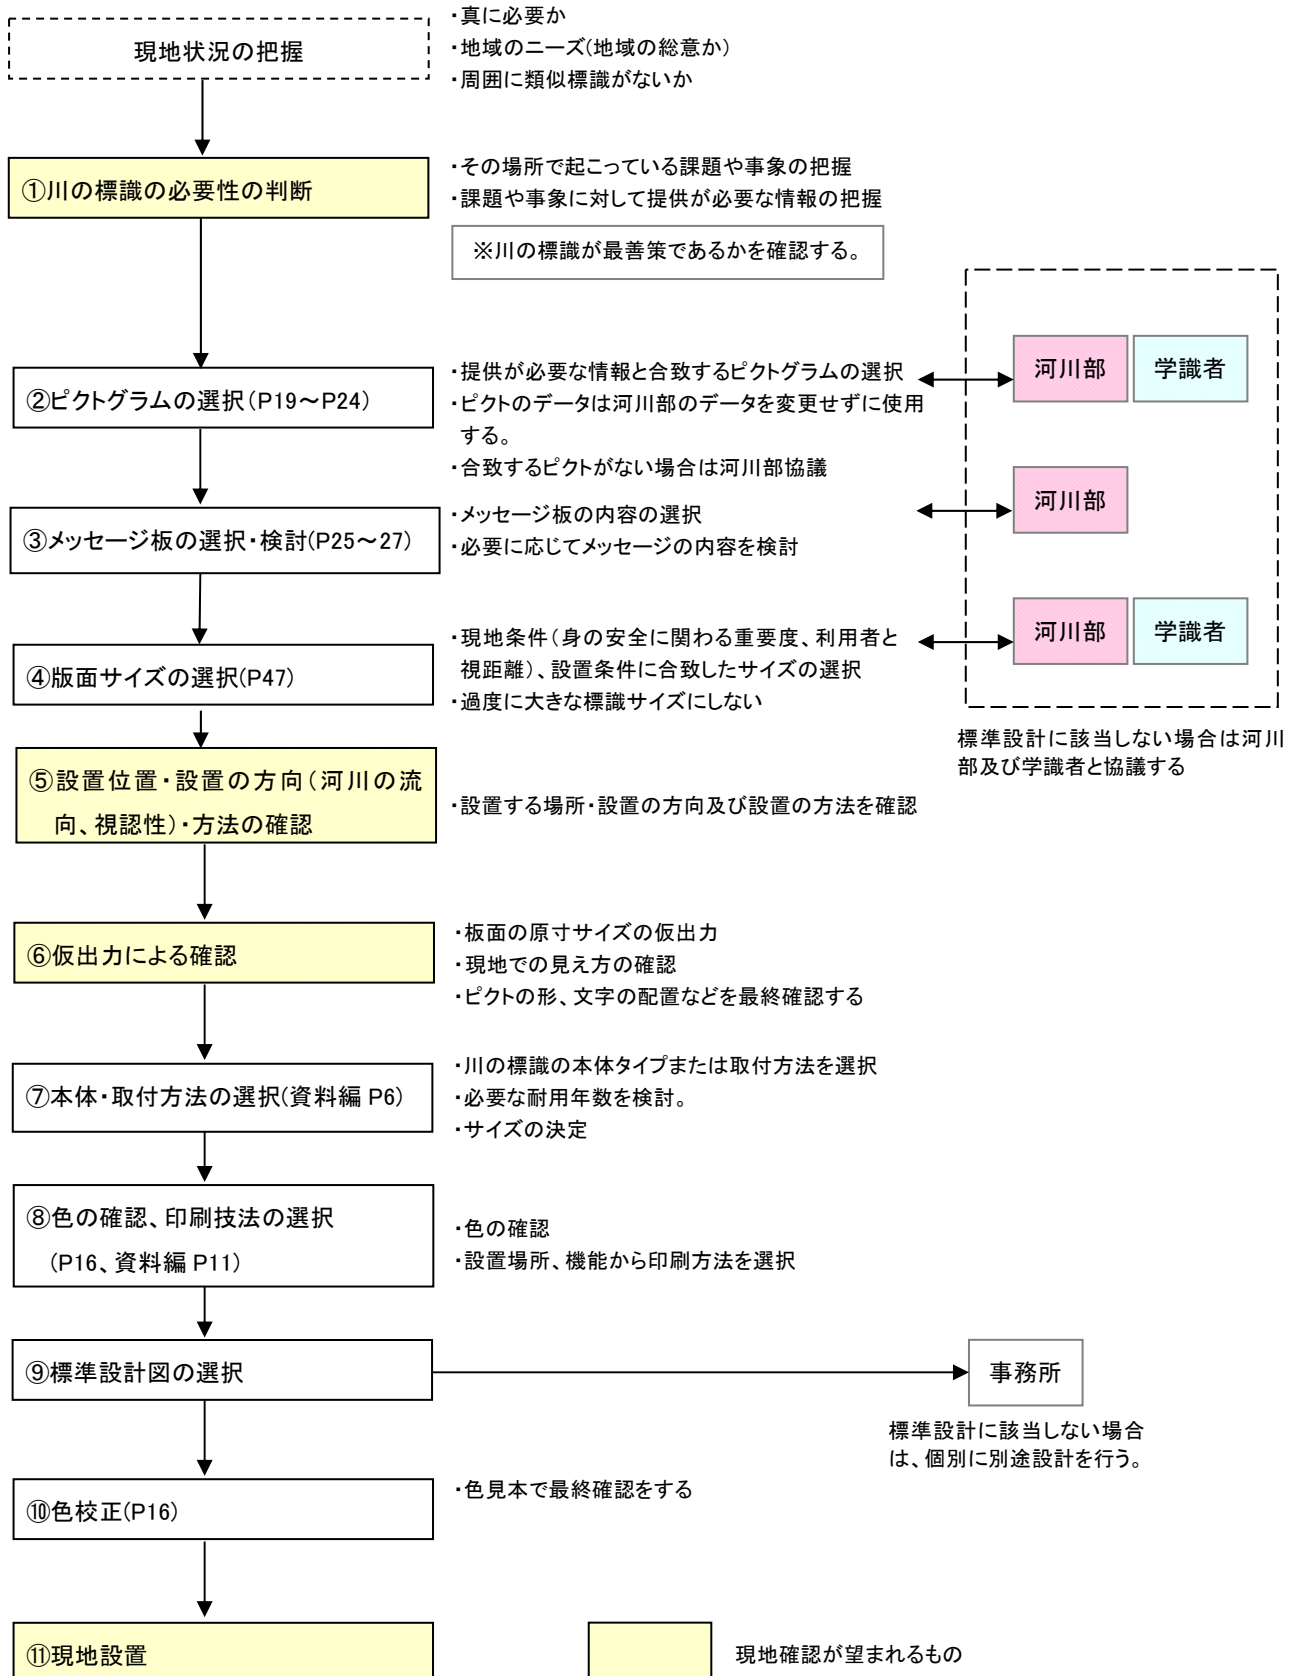 現地状況の把握
・真に必要か
・地域のニーズ(地域の総意か)
・周囲に類似標識がないか
①川の標識の必要性の判断
・その場所で起こっている課題や事象の把握
・課題や事象に対して提供が必要な情報の把握
※川の標識が最善策であるかを確認する。
②ピクトグラムの選択(P19～P24)
・提供が必要な情報と合致するピクトグラムの選択
・ピクトのデータは河川部のデータを変更せずに使用
する。
・合致するピクトがない場合は河川部協議
河川部
学識者
③メッセージ板の選択・検討(P25～27)
・メッセージ板の内容の選択
・必要に応じてメッセージの内容を検討
河川部
④版面サイズの選択(P47)
・現地条件(身の安全に関わる重要度、利用者と
視距離)、設置条件に合致したサイズの選択
・過度に大きな標識サイズにしない
河川部
学識者
標準設計に該当しない場合は河川
部及び学識者と協議する
⑤設置位置・設置の方向(河川の流
向、視認性)・方法の確認
・設置する場所・設置の方向及び設置の方法を確認
⑥仮出力による確認
・板面の原寸サイズの仮出力
・現地での見え方の確認
・ピクトの形、文字の配置などを最終確認する
⑦本体・取付方法の選択(資料編 P6)
・川の標識の本体タイプまたは取付方法を選択
・必要な耐用年数を検討。
・サイズの決定
⑧色の確認、印刷技法の選択
(P16、資料編 P11)
・色の確認
・設置場所、機能から印刷方法を選択
⑨標準設計図の選択
事務所
標準設計に該当しない場合
は、個別に別途設計を行う。
⑩色校正(P16)
・色見本で最終確認をする
⑪現地設置
現地確認が望まれるもの